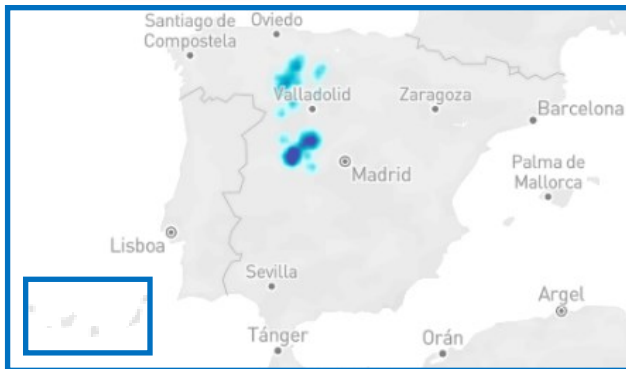 Santiago de
Compostela
Oviedo
Valladolid
Zaragoza
Barcelona
Madrid
Palma de
Mallorca
Lisboa
Sevilla
Argel
Tánger
Orán